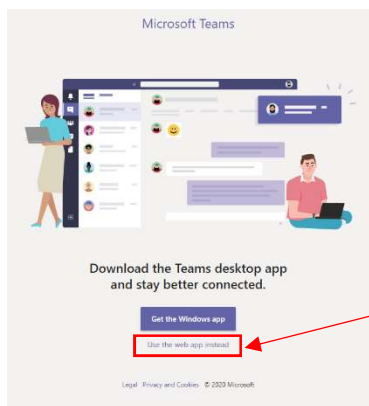 Microsoft Teams
Download the Teams desktop app
and stay better connected.
Get the Windows app
Use the web app instead
Legal Privacy and Cookies © 2020 Microsoft